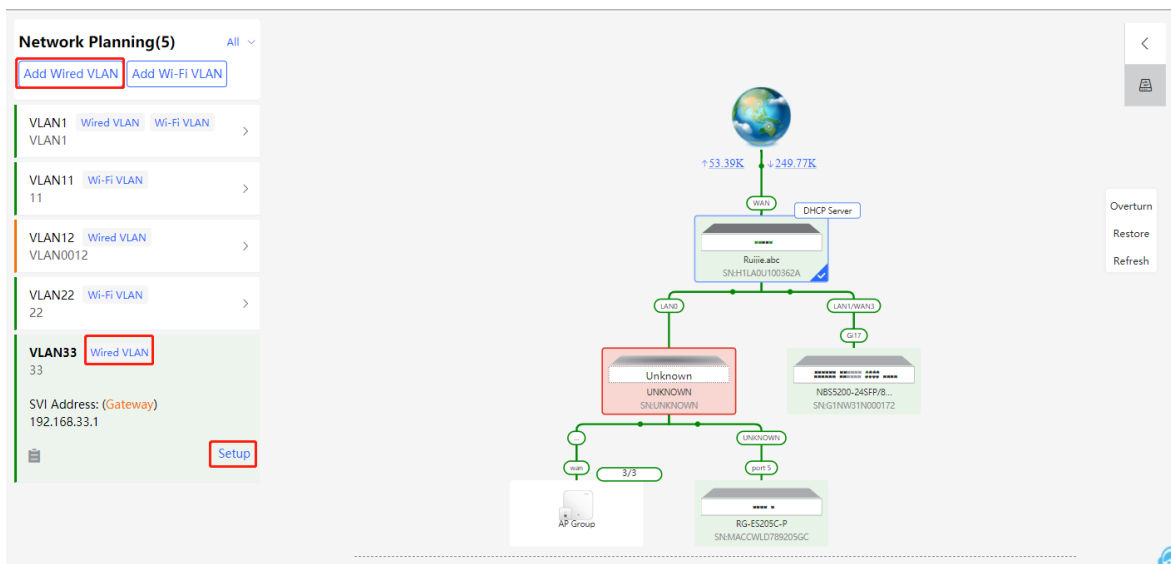 Network Planning(5)
All
Add Wired VLAN
Add Wi-Fi VLAN
VLAN1 Wired VLAN Wi-Fi VLAN
VLAN1
VLAN11 Wi-Fi VLAN
11
VLAN12 Wired VLAN
VLAN0012
VLAN22 Wi-Fi VLAN
22
VLAN33 Wired VLAN
33
SVI Address: (Gateway)
192.168.33.1
Setup
↑53.39K ↓249.77K
WAN
DHCP Server
Ruijie.abc
SN:H1LA0U100362A
LAN0
LAN1/WAN3
Gi17
Unknown
UNKNOWN
SN:UNKNOWN
NBS5200-24SFP/8...
SN:G1NW31N000172
...
UNKNOWN
wan
3/3
port 5
AP Group
RG-ES205C-P
SN:MACCWLD789205GC
Overturn
Restore
Refresh